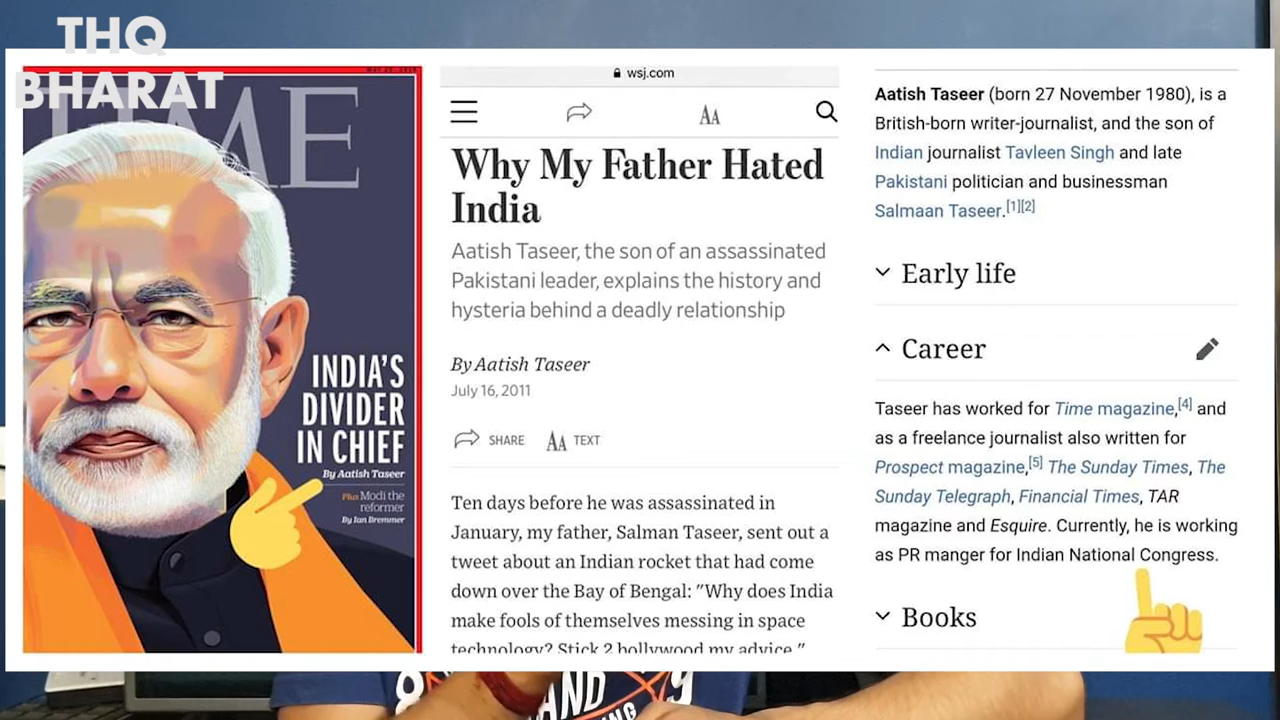 THQ
BHARAT
TIME
INDIA'S
DIVIDER
IN CHIEF
By Aatish Taseer
Plus Modi the
reformer
By Ian Bremmer
wsj.com
AA
Why My Father Hated
India
Aatish Taseer, the son of an assassinated
Pakistani leader, explains the history and
hysteria behind a deadly relationship
By Aatish Taseer
July 16, 2011
SHARE AA TEXT
Ten days before he was assassinated in
January, my father, Salman Taseer, sent out a
tweet about an Indian rocket that had come
down over the Bay of Bengal: "Why does India
make fools of themselves messing in space
technology? Stick 2 bollywood my advice."
Aatish Taseer (born 27 November 1980), is a
British-born writer-journalist, and the son of
Indian journalist Tavleen Singh and late
Pakistani politician and businessman
Salmaan Taseer.[1][2]
Early life
Career
Taseer has worked for Time magazine,[4] and
as a freelance journalist also written for
Prospect magazine,[5] The Sunday Times, The
Sunday Telegraph, Financial Times, TAR
magazine and Esquire. Currently, he is working
as PR manger for Indian National Congress.
Books